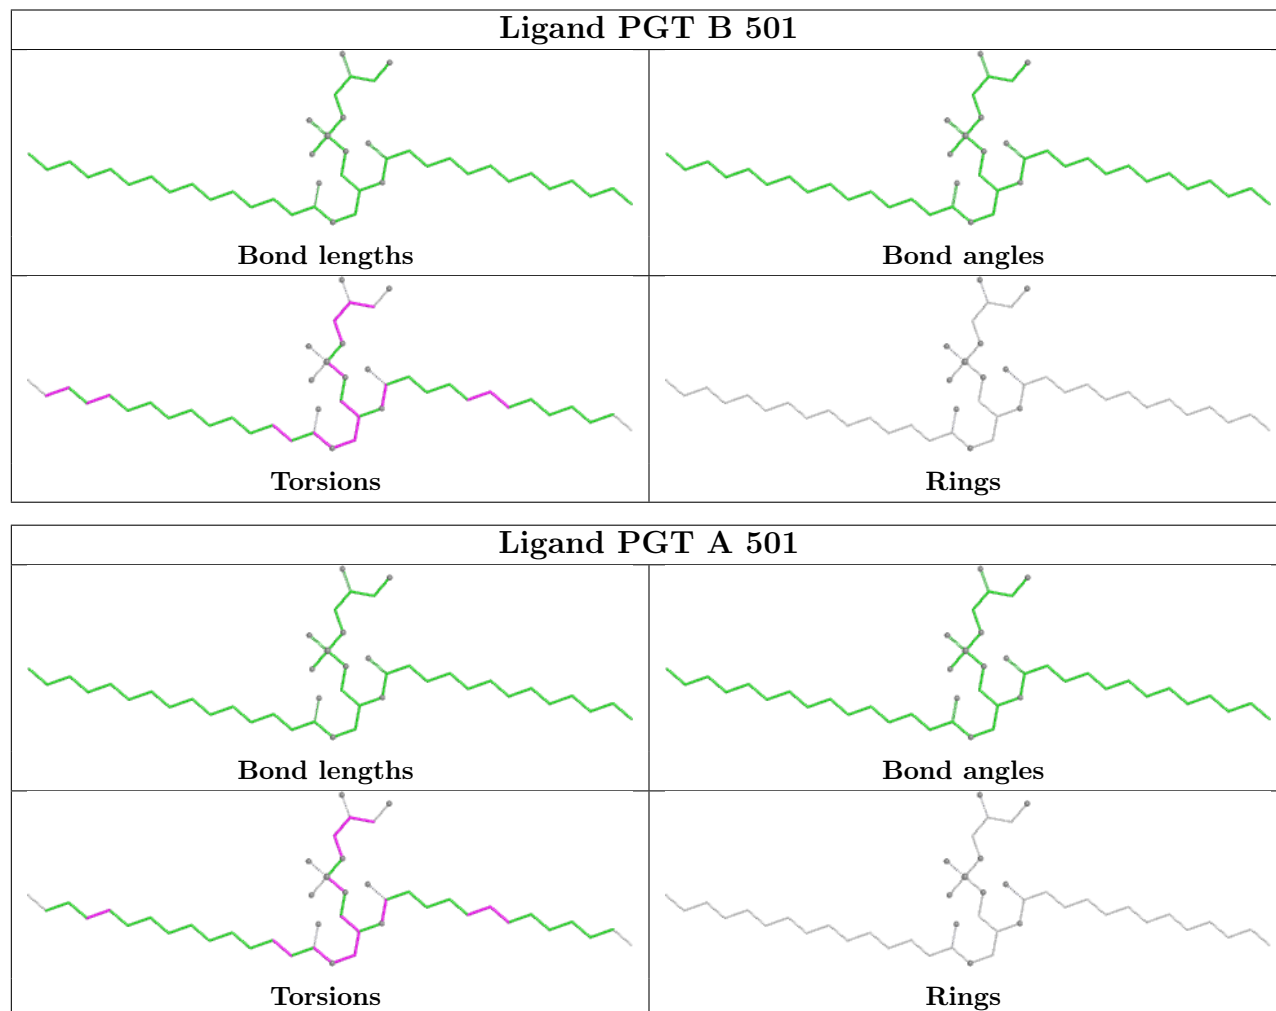 Ligand PGT B 501
Bond lengths
Bond angles
Torsions
Rings
Ligand PGT A 501
Bond lengths
Bond angles
Torsions
Rings